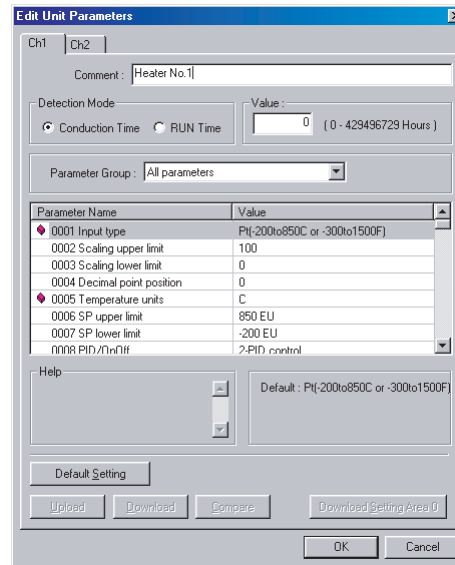 Edit Unit Parameters
Ch1 Ch2
Comment : Heater No.1
Detection Mode
Conduction Time RUN Time
Value :
0 ( 0 - 429496729 Hours )
Parameter Group : All parameters
Parameter Name Value
0001 Input type Pt(-200to850C or -300to1500F)
0002 Scaling upper limit 100
0003 Scaling lower limit 0
0004 Decimal point position 0
0005 Temperature units C
0006 SP upper limit 850 EU
0007 SP lower limit -200 EU
0008 PID/OnOff 2-PID control
Help
Default : Pt(-200to850C or -300to1500F)
Default Setting
Upload Download Compare Download Setting Area 0
OK Cancel